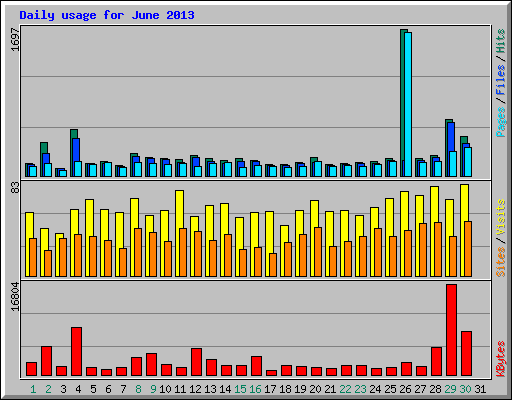 Daily usage for June 2013
1697
Pages / Files / Hits
83
Sites / Visits
16804
KBytes
1 2 3 4 5 6 7 8 9 10 11 12 13 14 15 16 17 18 19 20 21 22 23 24 25 26 27 28 29 30 31